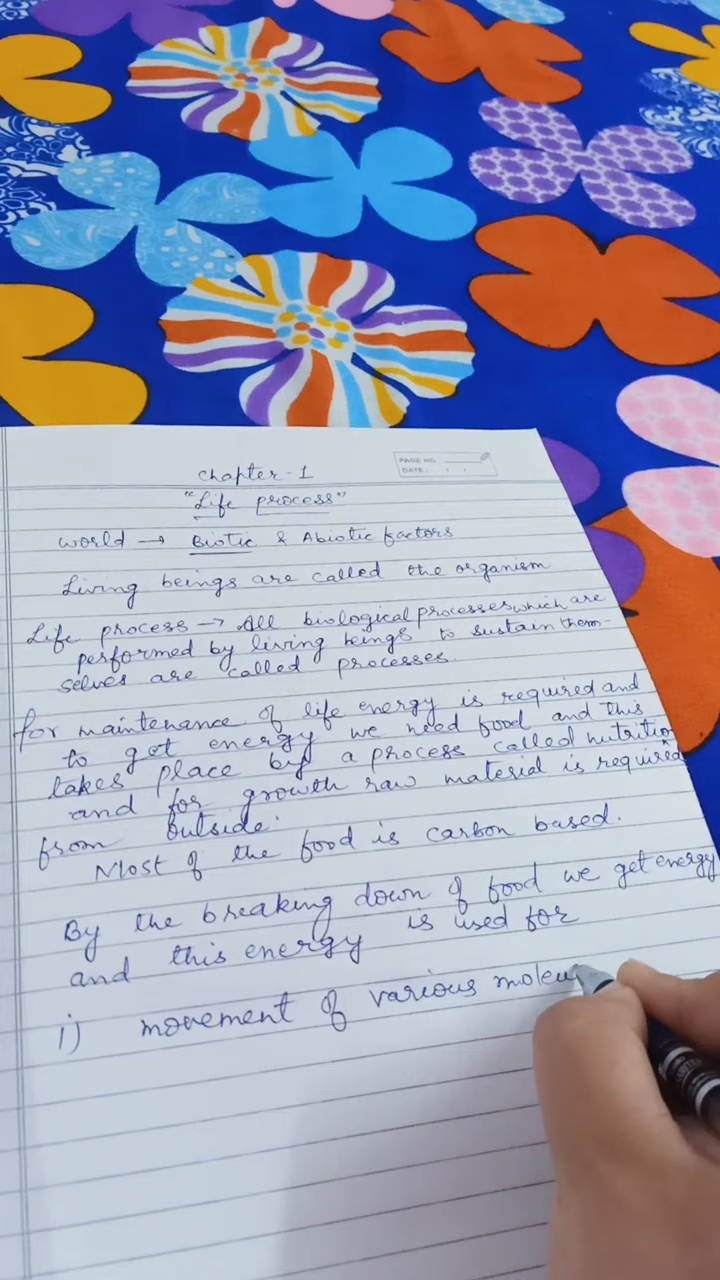 Chapter-1
PAGE NO.
DATE: / /
"Life process"
World → Biotic & Abiotic factors
Living beings are called the organism
Life process → All biological processes which are
performed by living beings to sustain them-
selves are called processes.
for maintenance of life energy is required and
to get energy we need food and this
takes place by a process called nutrition
and for growth raw material is required
from outside.
Most of the food is carbon based.
By the breaking down of food we get energy
and this energy is used for
i) movement of various molecu